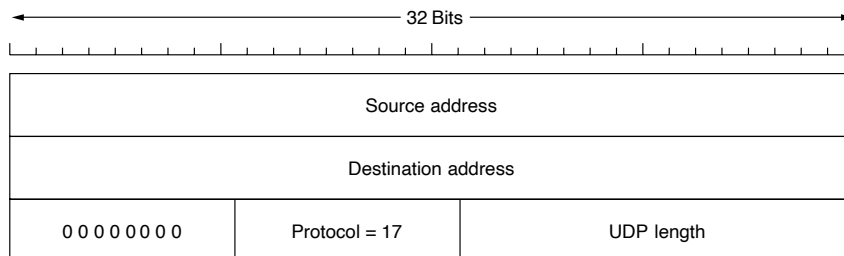 32 Bits
Source address
Destination address
0 0 0 0 0 0 0 0 Protocol = 17 UDP length